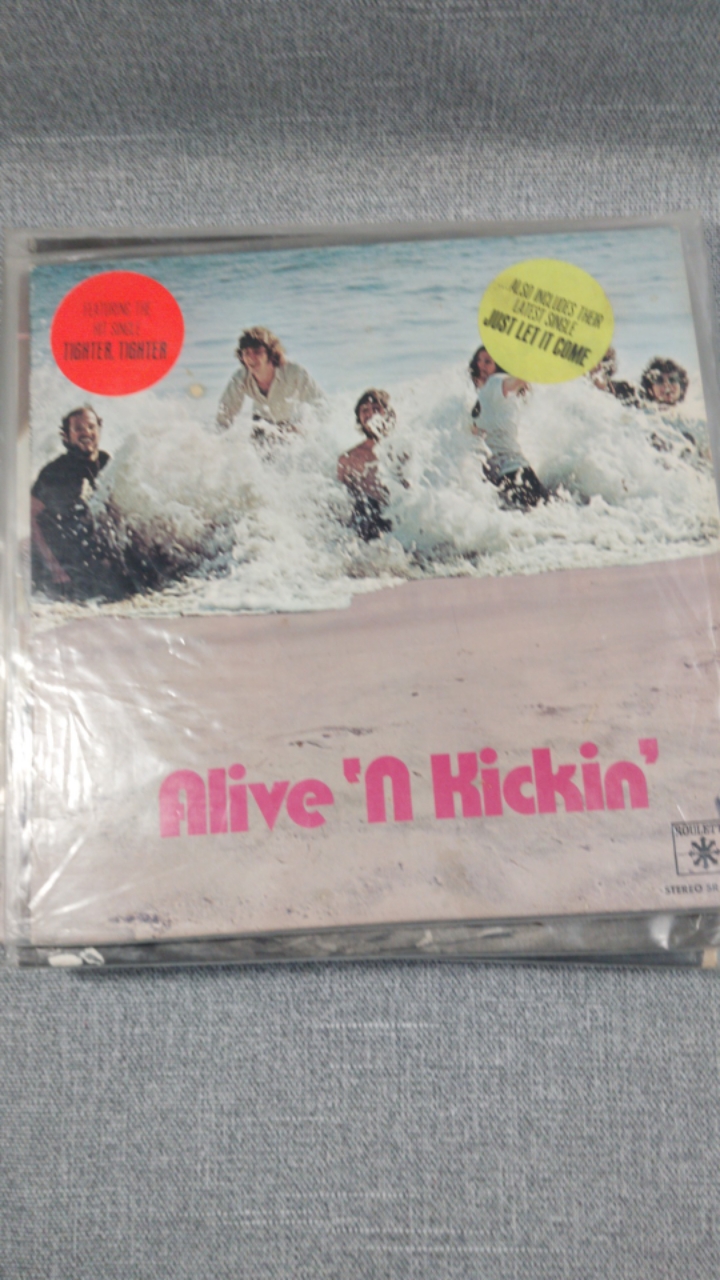 FEATURING THE
HIT SINGLE
TIGHTER, TIGHTER
ALSO INCLUDES THEIR
LATEST SINGLE
JUST LET IT COME
Alive 'N Kickin'
STEREO